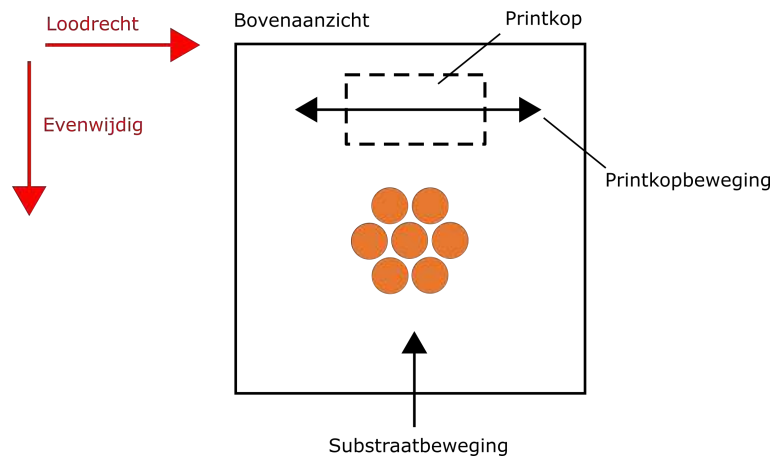 Loodrecht
Bovenaanzicht
Printkop
Evenwijdig
Printkopbeweging
Substraatbeweging